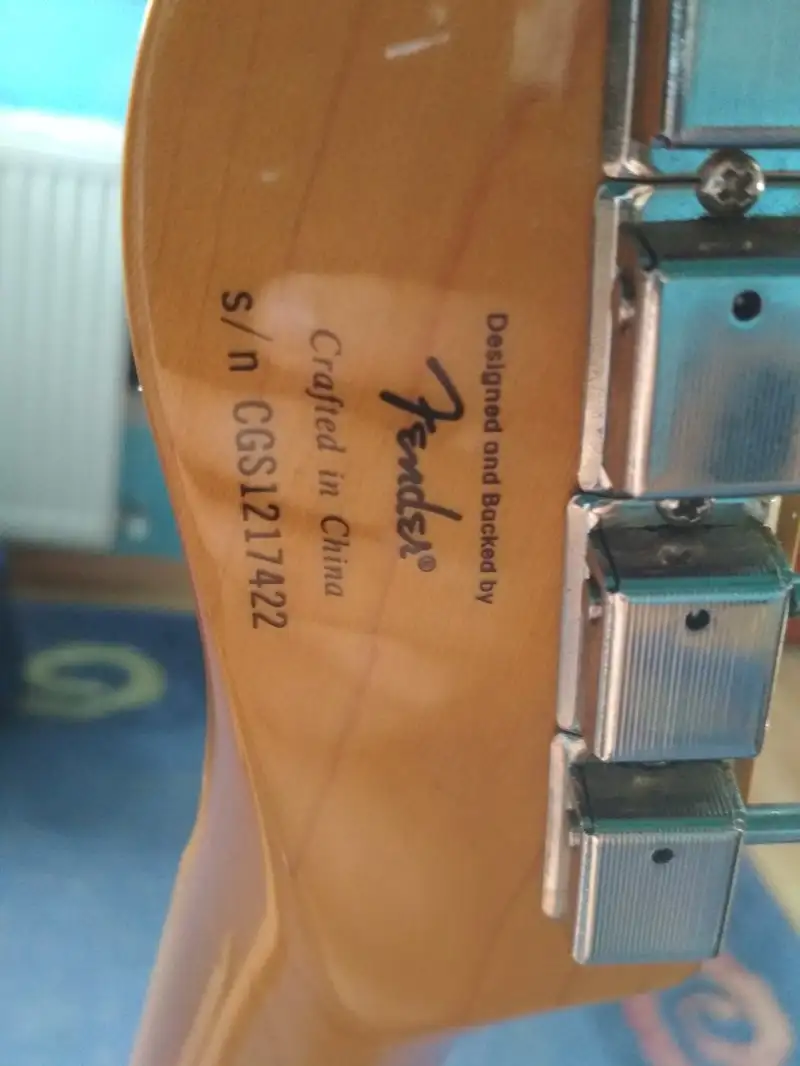 Designed and Backed by
Fender®
Crafted in China
s/n CGS1217422